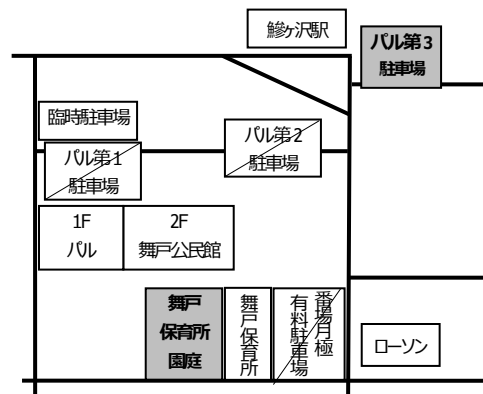 鰺ヶ沢駅
パル第3
駐車場
臨時駐車場
パル第1
駐車場
パル第2
駐車場
1F
パル
2F
舞戸公民館
舞戸
保育所
園庭
舞戸保育所
番場月極
有料駐車場
ローソン